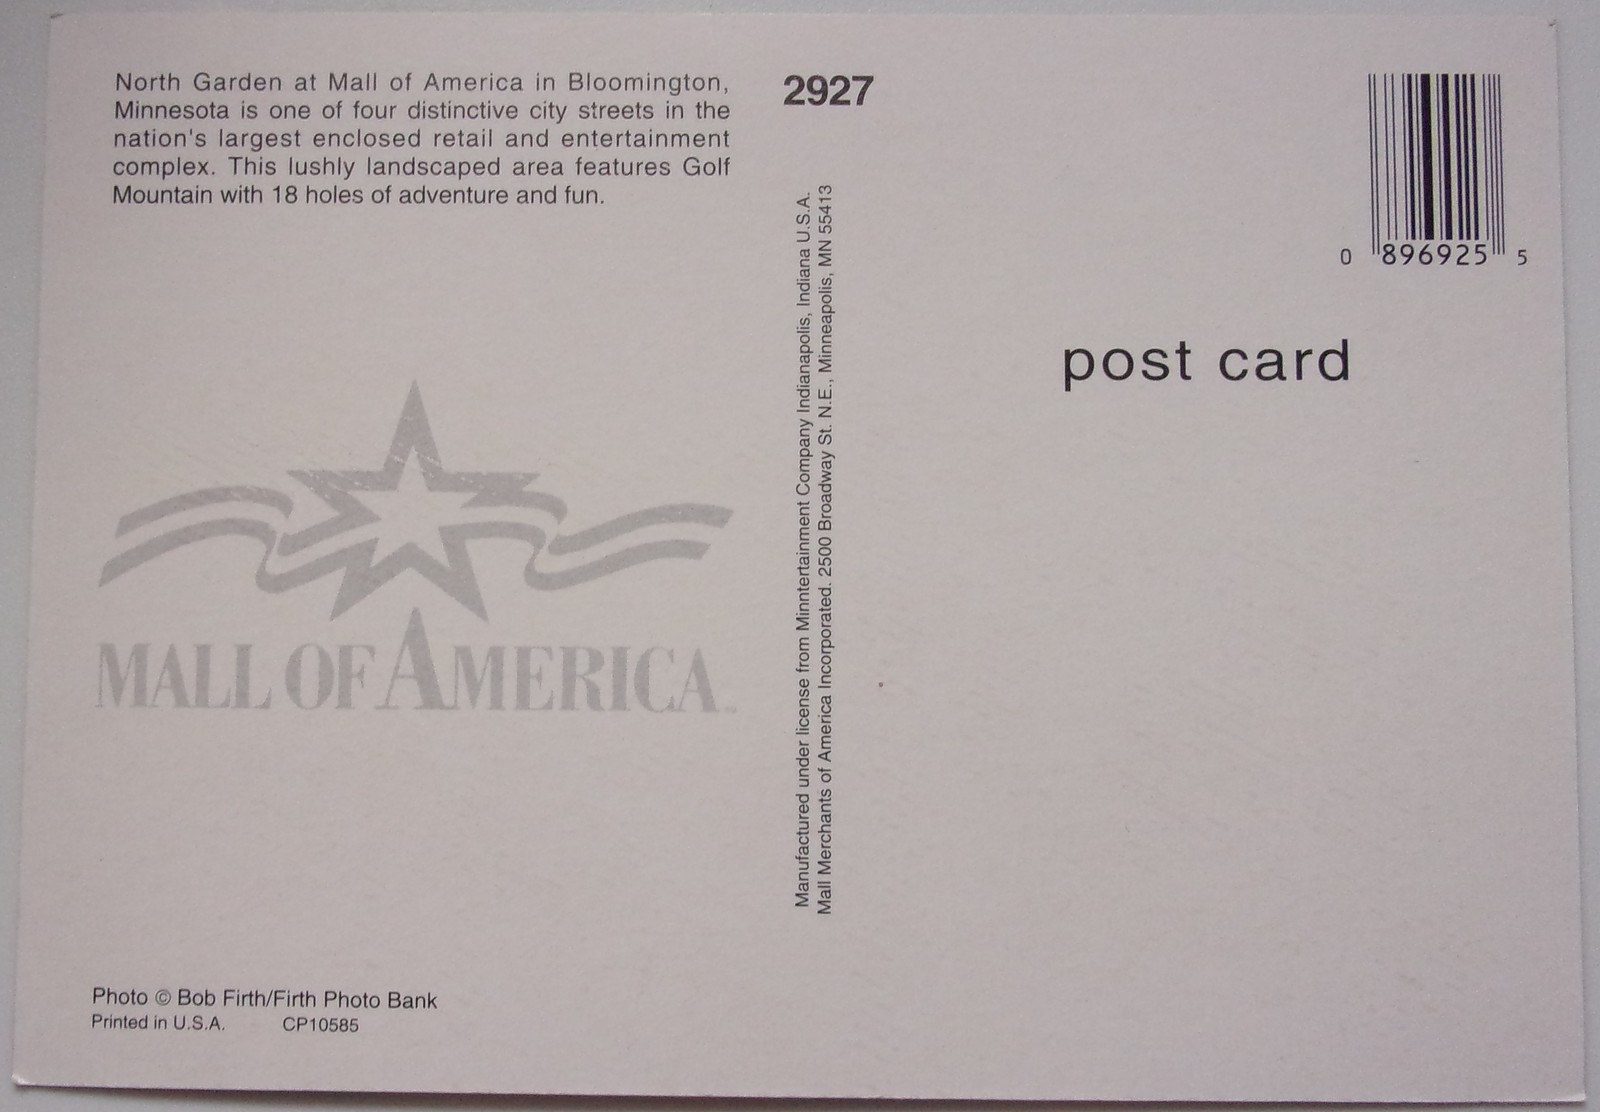 North Garden at Mall of America in Bloomington,
Minnesota is one of four distinctive city streets in the
nation's largest enclosed retail and entertainment
complex. This lushly landscaped area features Golf
Mountain with 18 holes of adventure and fun.
MALL OF AMERICA
Photo © Bob Firth/Firth Photo Bank
Printed in U.S.A. CP10585
2927
Manufactured under license from Minntertainment Company Indianapolis, Indiana U.S.A.
Mall Merchants of America Incorporated. 2500 Broadway St. N.E., Minneapolis, MN 55413
0 896925 5
post card